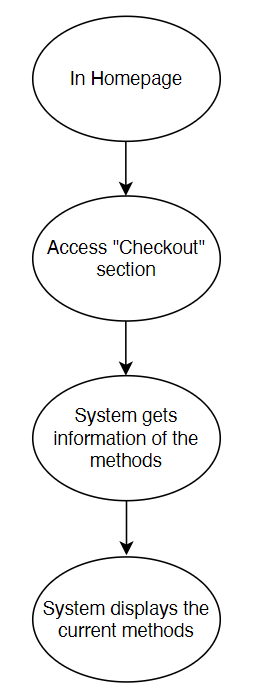 In Homepage
Access "Checkout"
section
System gets
information of the
methods
System displays the
current methods